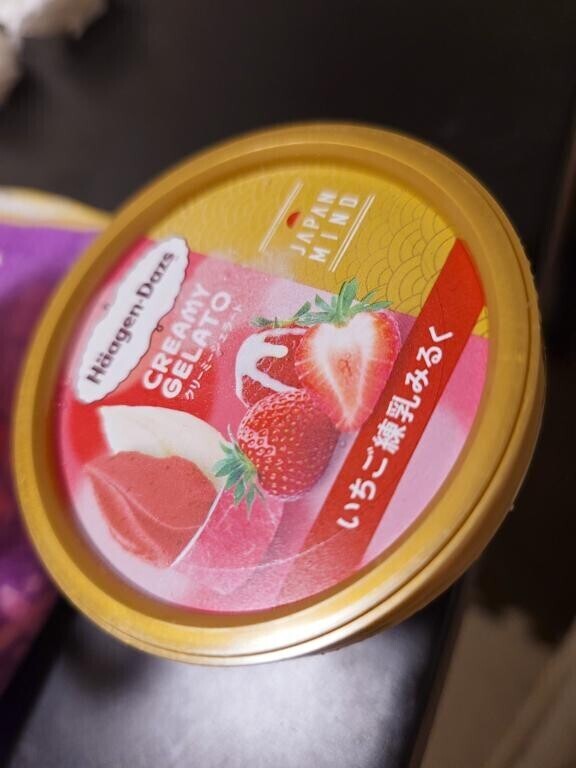 JAPAN
MIND
Häagen-Dazs
CREAMY
GELATO
クリーミージェラート
いちご練乳みるく